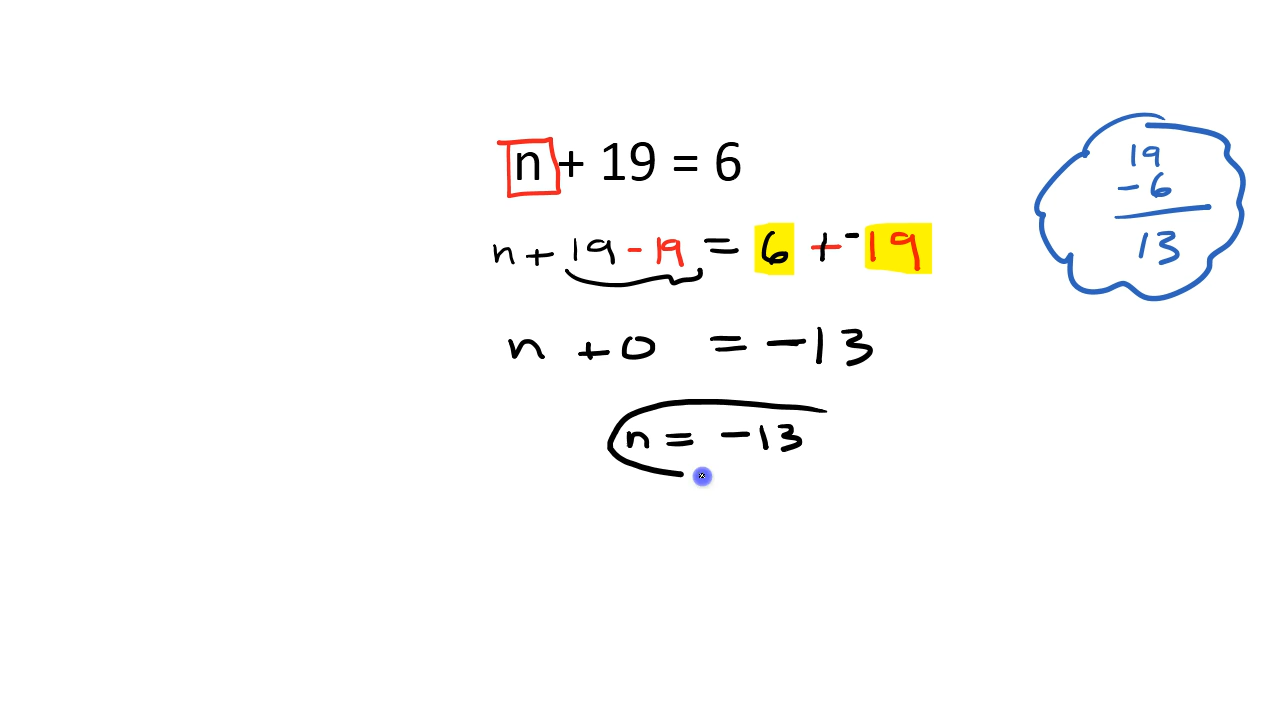 n + 19 = 6
n + 19 - 19 = 6 + -19
n + 0 = -13
n = -13
19
- 6
13